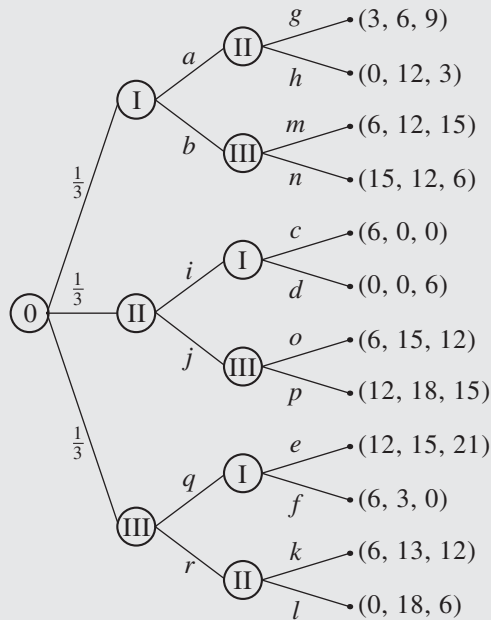 g (3, 6, 9)
II
a
h (0, 12, 3)
I
m (6, 12, 15)
b
III
1/3
n (15, 12, 6)
c (6, 0, 0)
i I
1/3
d (0, 0, 6)
0 II
o (6, 15, 12)
j III
p (12, 18, 15)
1/3
e (12, 15, 21)
q I
f (6, 3, 0)
III
k (6, 13, 12)
r II
l (0, 18, 6)